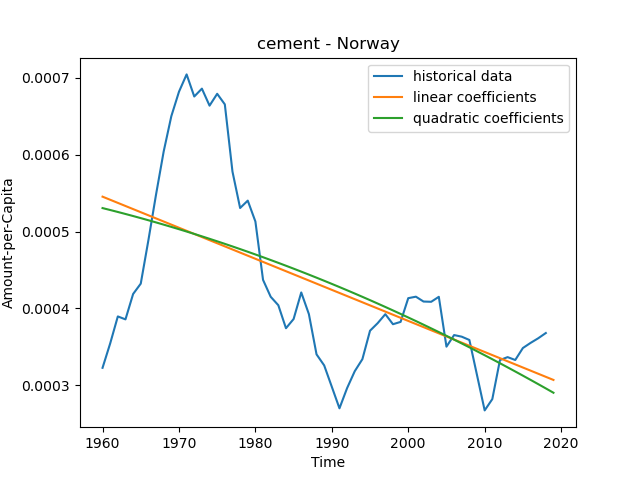 cement - Norway
historical data
linear coefficients
quadratic coefficients
Amount-per-Capita
0.0007
0.0006
0.0005
0.0004
0.0003
1960 1970 1980 1990 2000 2010 2020
Time